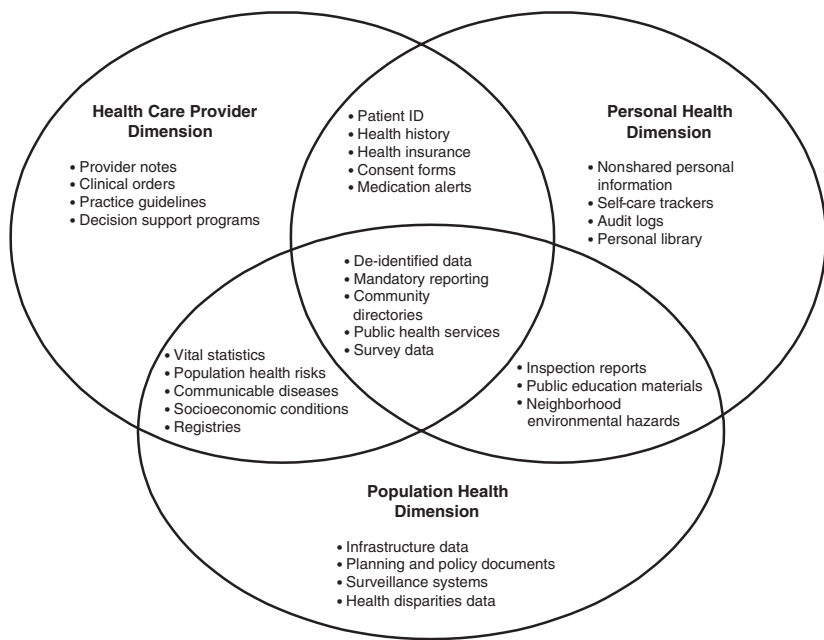 Health Care Provider
Dimension
• Provider notes
• Clinical orders
• Practice guidelines
• Decision support programs
• Patient ID
• Health history
• Health insurance
• Consent forms
• Medication alerts
Personal Health
Dimension
• Nonshared personal
information
• Self-care trackers
• Audit logs
• Personal library
• De-identified data
• Mandatory reporting
• Community
directories
• Public health services
• Survey data
• Vital statistics
• Population health risks
• Communicable diseases
• Socioeconomic conditions
• Registries
• Inspection reports
• Public education materials
• Neighborhood
environmental hazards
Population Health
Dimension
• Infrastructure data
• Planning and policy documents
• Surveillance systems
• Health disparities data